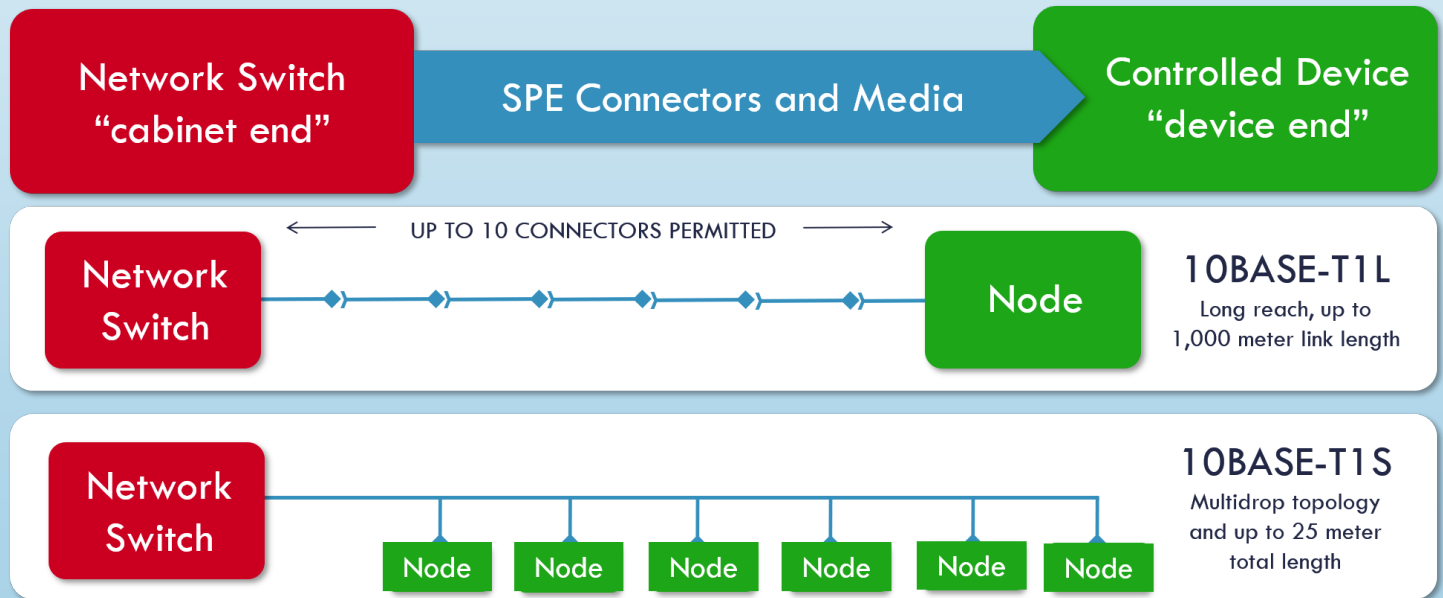 Network Switch
“cabinet end”
SPE Connectors and Media
Controlled Device
“device end”
UP TO 10 CONNECTORS PERMITTED
Network
Switch
Node
10BASE-T1L
Long reach, up to
1,000 meter link length
Network
Switch
Node
Node
Node
Node
Node
Node
10BASE-T1S
Multidrop topology
and up to 25 meter
total length